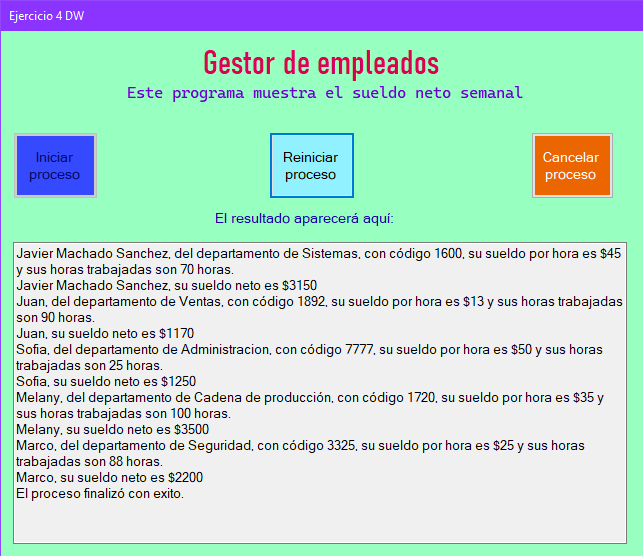 Ejercicio 4 DW
Gestor de empleados
Este programa muestra el sueldo neto semanal
Iniciar
proceso
Reiniciar
proceso
Cancelar
proceso
El resultado aparecerá aquí:
Javier Machado Sanchez, del departamento de Sistemas, con código 1600, su sueldo por hora es $45
y sus horas trabajadas son 70 horas.
Javier Machado Sanchez, su sueldo neto es $3150
Juan, del departamento de Ventas, con código 1892, su sueldo por hora es $13 y sus horas trabajadas
son 90 horas.
Juan, su sueldo neto es $1170
Sofia, del departamento de Administracion, con código 7777, su sueldo por hora es $50 y sus horas
trabajadas son 25 horas.
Sofia, su sueldo neto es $1250
Melany, del departamento de Cadena de producción, con código 1720, su sueldo por hora es $35 y
sus horas trabajadas son 100 horas.
Melany, su sueldo neto es $3500
Marco, del departamento de Seguridad, con código 3325, su sueldo por hora es $25 y sus horas
trabajadas son 88 horas.
Marco, su sueldo neto es $2200
El proceso finalizó con exito.